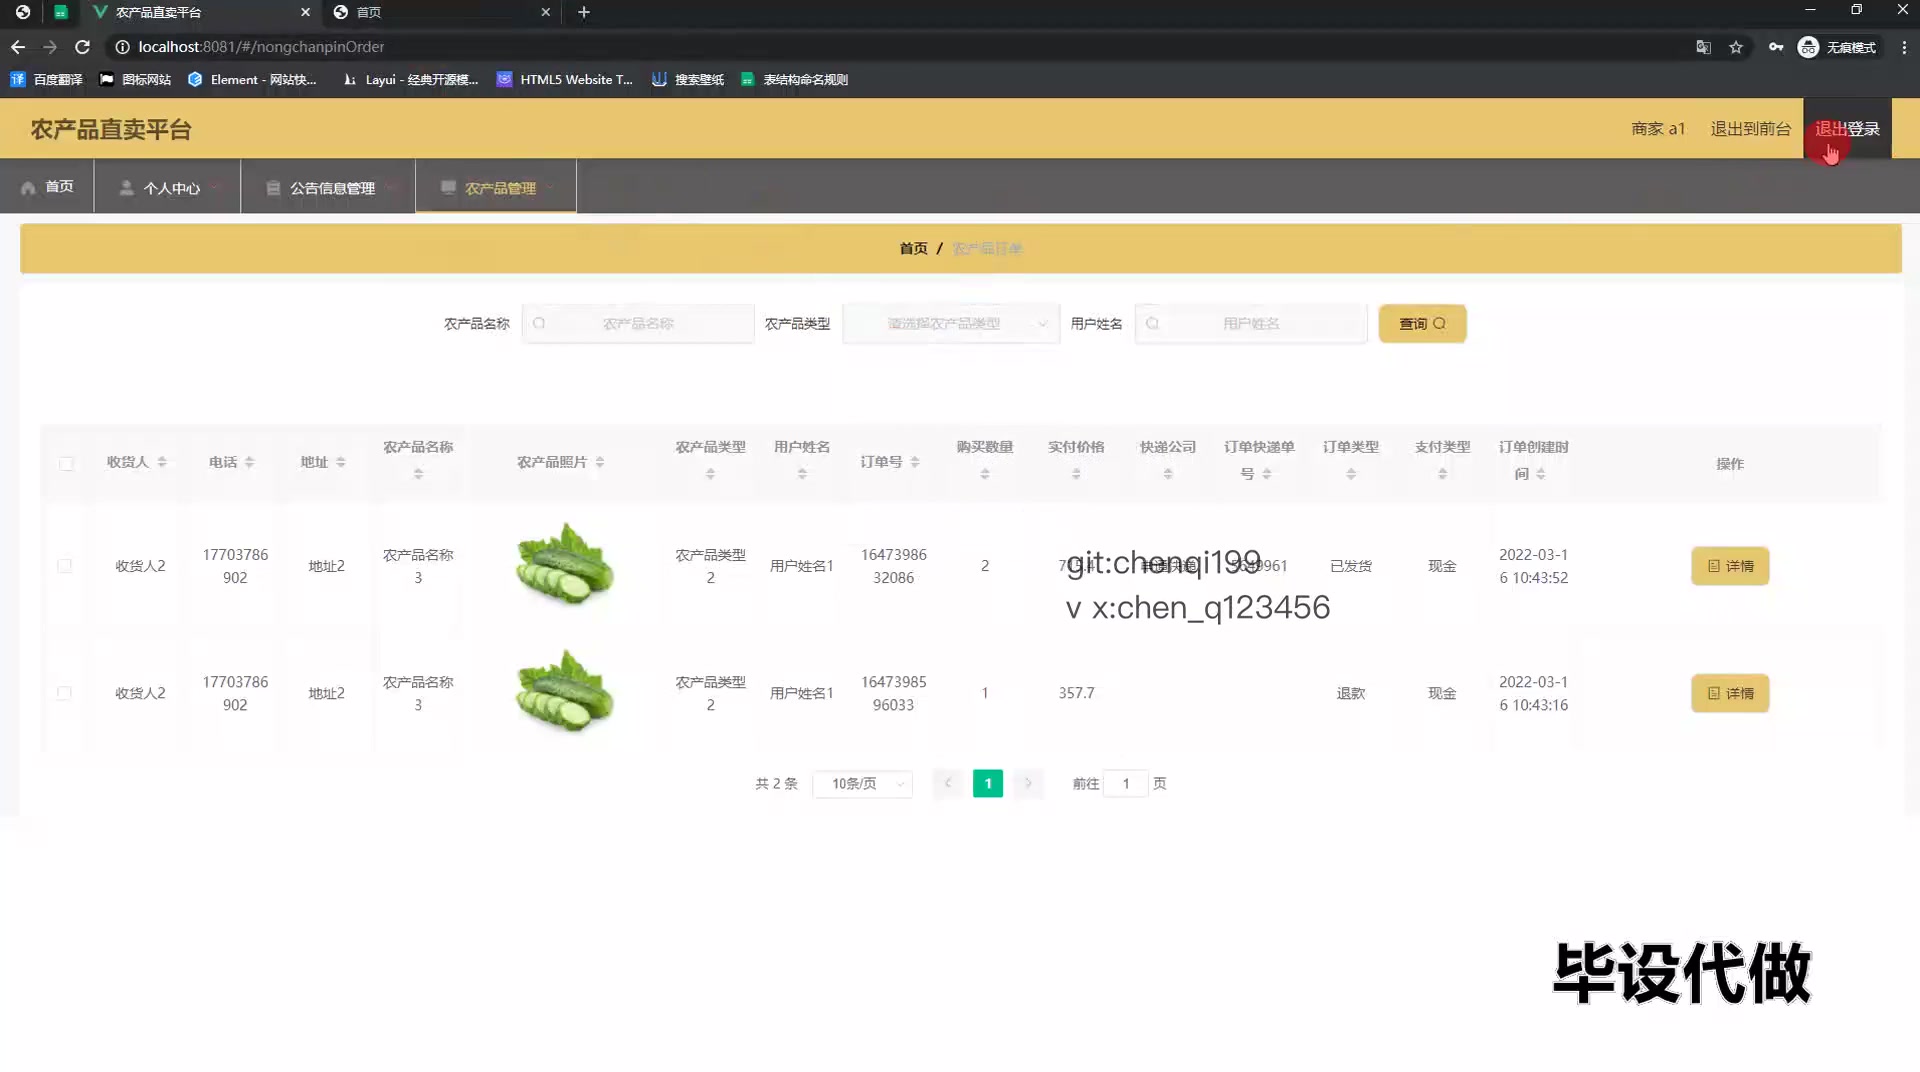 农产品直卖平台
首页
localhost:8081/#/nongchanpinOrder
无痕模式
百度翻译
图标网站
Element - 网站快...
Layui - 经典开源模...
HTML5 Website T...
搜索壁纸
表结构命名规则
农产品直卖平台
商家 a1
退出到前台
退出登录
首页
个人中心
公告信息管理
农产品管理
首页 / 农产品订单
农产品名称
农产品名称
农产品类型
请选择农产品类型
用户姓名
用户姓名
查询
收货人
电话
地址
农产品名称
农产品照片
农产品类型
用户姓名
订单号
购买数量
实付价格
快递公司
订单快递单
号
订单类型
支付类型
订单创建时
间
操作
收货人2
17703786
902
地址2
农产品名称
3
农产品类型
2
用户姓名1
16473986
32086
2
git:chenqi199
v x:chen_q123456
已发货
现金
2022-03-1
6 10:43:52
详情
收货人2
17703786
902
地址2
农产品名称
3
农产品类型
2
用户姓名1
16473985
96033
1
357.7
退款
现金
2022-03-1
6 10:43:16
详情
共 2 条
10条/页
1
前往
1
页
毕设代做